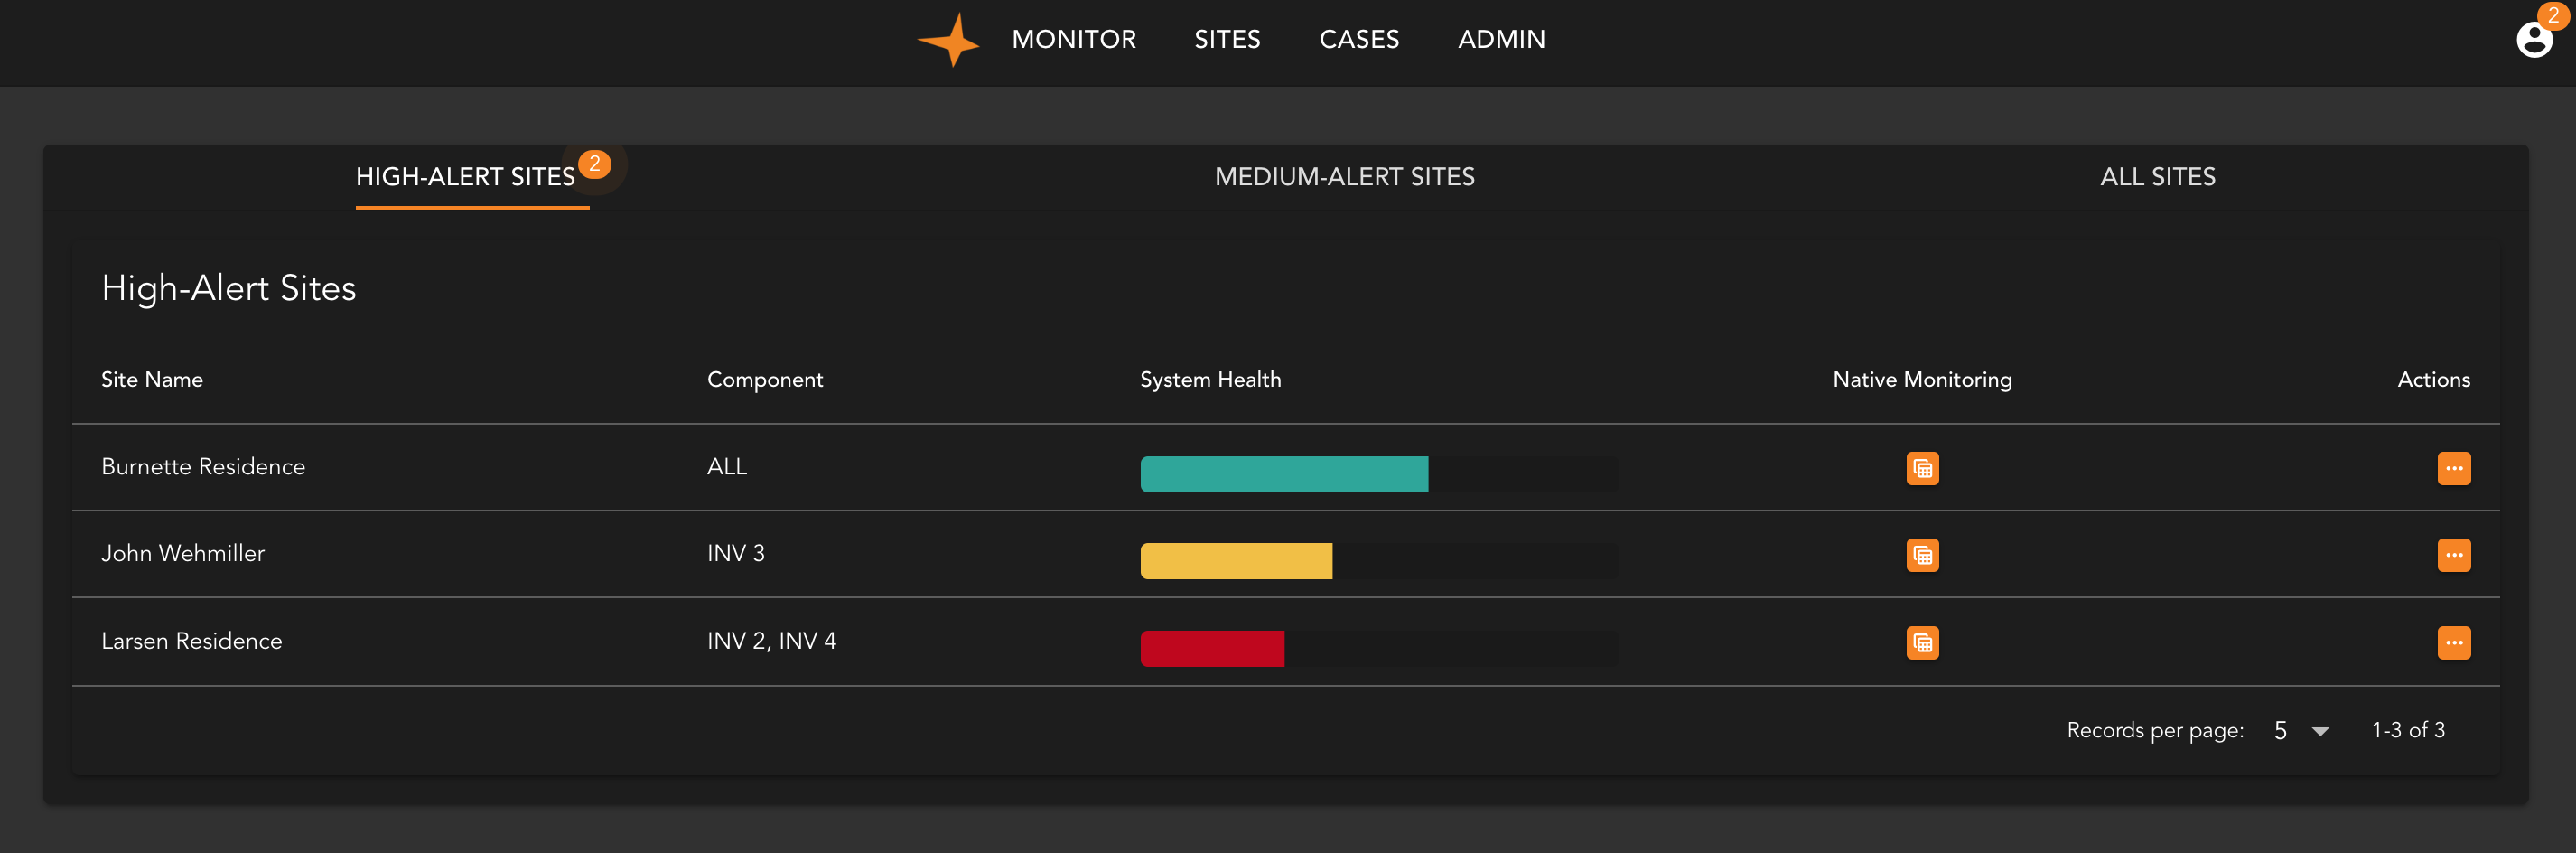 MONITOR SITES CASES ADMIN 2
HIGH-ALERT SITES 2 MEDIUM-ALERT SITES ALL SITES
High-Alert Sites
Site Name Component System Health Native Monitoring Actions
Burnette Residence ALL
John Wehmiller INV 3
Larsen Residence INV 2, INV 4
Records per page: 5 1-3 of 3